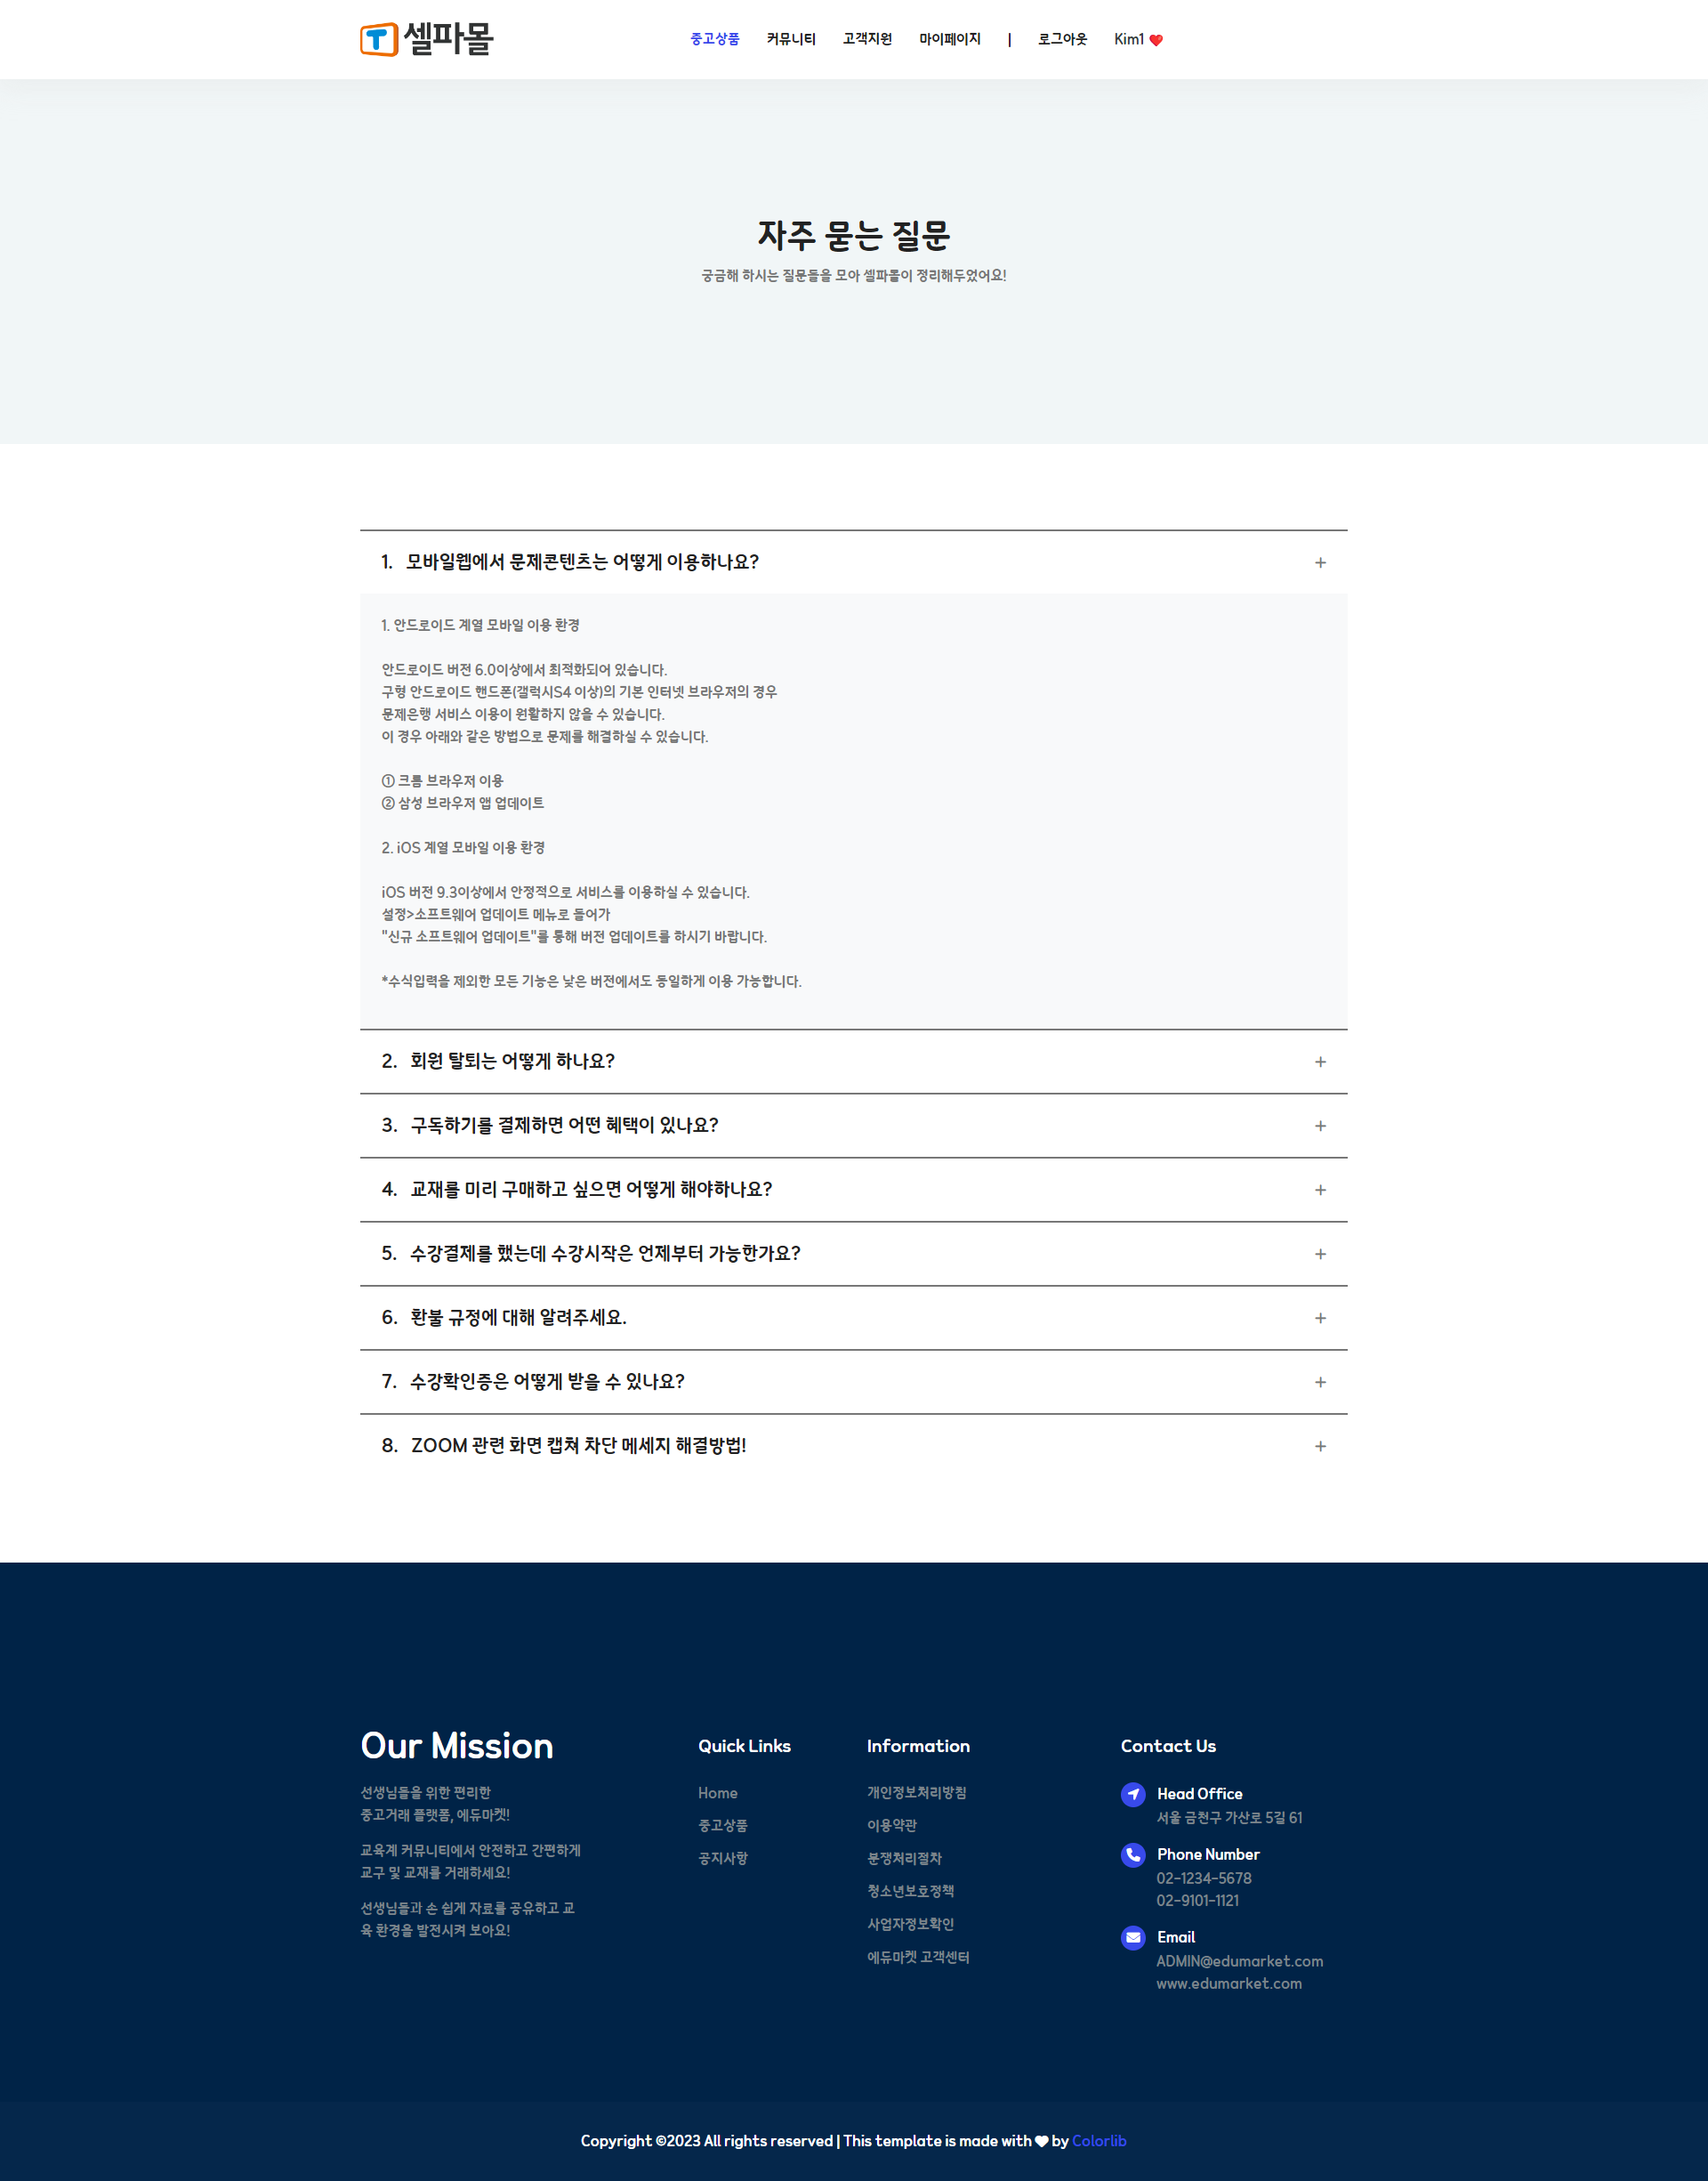 T 셀파몰
중고상품 커뮤니티 고객지원 마이페이지 | 로그아웃 Kim1
자주 묻는 질문
궁금해 하시는 질문들을 모아 셀파몰이 정리해두었어요!
1. 모바일웹에서 문제콘텐츠는 어떻게 이용하나요? +
1. 안드로이드 계열 모바일 이용 환경
안드로이드 버전 6.0이상에서 최적화되어 있습니다.
구형 안드로이드 핸드폰(갤럭시S4 이상)의 기본 인터넷 브라우저의 경우
문제은행 서비스 이용이 원활하지 않을 수 있습니다.
이 경우 아래와 같은 방법으로 문제를 해결하실 수 있습니다.
① 크롬 브라우저 이용
② 삼성 브라우저 앱 업데이트
2. iOS 계열 모바일 이용 환경
iOS 버전 9.3이상에서 안정적으로 서비스를 이용하실 수 있습니다.
설정>소프트웨어 업데이트 메뉴로 들어가
"신규 소프트웨어 업데이트"를 통해 버전 업데이트를 하시기 바랍니다.
*수식입력을 제외한 모든 기능은 낮은 버전에서도 동일하게 이용 가능합니다.
2. 회원 탈퇴는 어떻게 하나요? +
3. 구독하기를 결제하면 어떤 혜택이 있나요? +
4. 교재를 미리 구매하고 싶으면 어떻게 해야하나요? +
5. 수강결제를 했는데 수강시작은 언제부터 가능한가요? +
6. 환불 규정에 대해 알려주세요. +
7. 수강확인증은 어떻게 받을 수 있나요? +
8. ZOOM 관련 화면 캡쳐 차단 메세지 해결방법! +
Our Mission
선생님들을 위한 편리한
중고거래 플랫폼, 에듀마켓!
교육계 커뮤니티에서 안전하고 간편하게
교구 및 교재를 거래하세요!
선생님들과 손 쉽게 자료를 공유하고 교
육 환경을 발전시켜 보아요!
Quick Links
Home
중고상품
공지사항
Information
개인정보처리방침
이용약관
분쟁처리절차
청소년보호정책
사업자정보확인
에듀마켓 고객센터
Contact Us
Head Office
서울 금천구 가산로 5길 61
Phone Number
02-1234-5678
02-9101-1121
Email
ADMIN@edumarket.com
www.edumarket.com
Copyright ©2023 All rights reserved | This template is made with by Colorlib